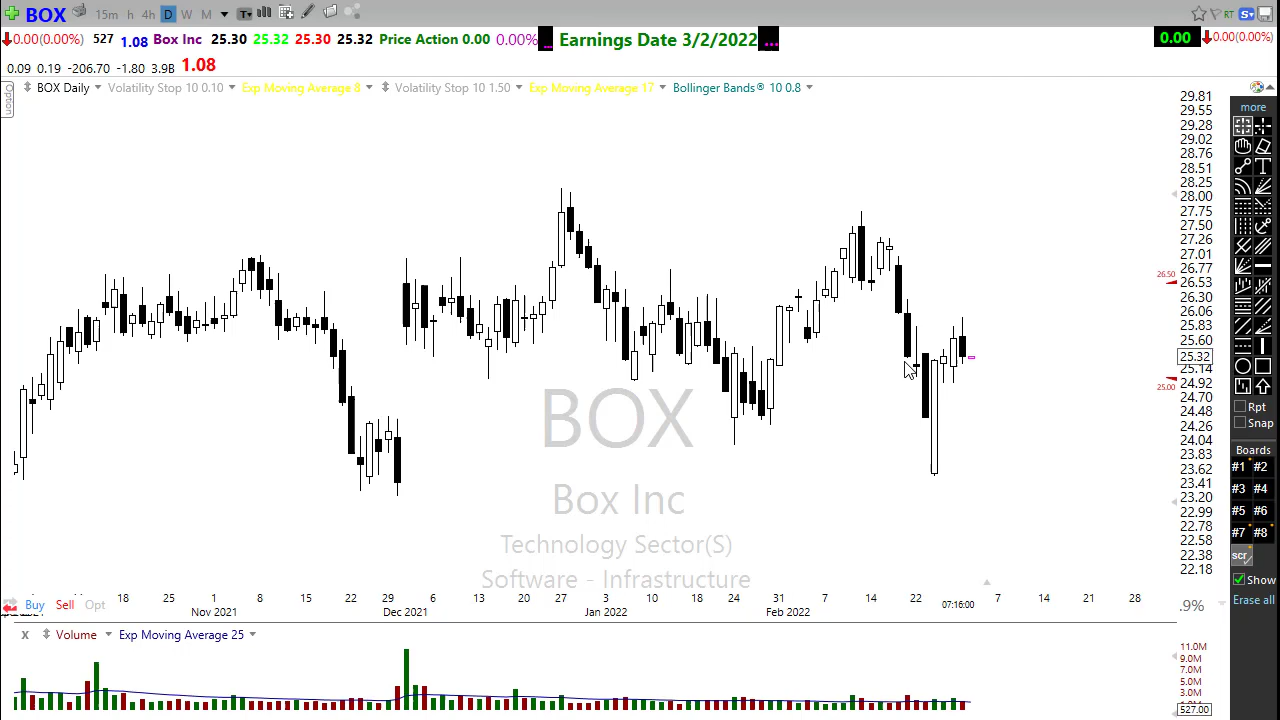 BOX 15m h 4h D W M T RT S
0.00(0.00%) 527 1.08 Box Inc 25.30 25.32 25.30 25.32 Price Action 0.00 0.00% ... Earnings Date 3/2/2022 ... 0.00 0.00(0.00%)
0.09 0.19 -206.70 -1.80 3.9B 1.08
Option
BOX Daily Volatility Stop 10 0.10 Exp Moving Average 8 Volatility Stop 10 1.50 Exp Moving Average 17 Bollinger Bands® 10 0.8
29.81
29.55
29.28
29.02
28.76
28.51
28.25
28.00
27.75
27.50
27.26
27.01
26.77
26.53
26.30
26.06
25.83
25.60
25.32
25.14
24.92
24.70
24.48
24.26
24.04
23.83
23.62
23.41
23.20
22.99
22.78
22.58
22.38
22.18
26.50
25.00
more
T
Rpt
Snap
Boards
#1 #2
#3 #4
#5 #6
#7 #8
scr
Show
Erase all
BOX
Box Inc
Technology Sector(S)
Software - Infrastructure
18 25 8 15 22 29 6 13 20 27 3 10 18 24 7 14 22 7 14 21 28
Nov 2021 Dec 2021 Jan 2022 Feb 2022 07:16:00
.9%
Buy Sell Opt
x Volume Exp Moving Average 25
11.0M
9.0M
7.0M
5.0M
3.0M
527.00